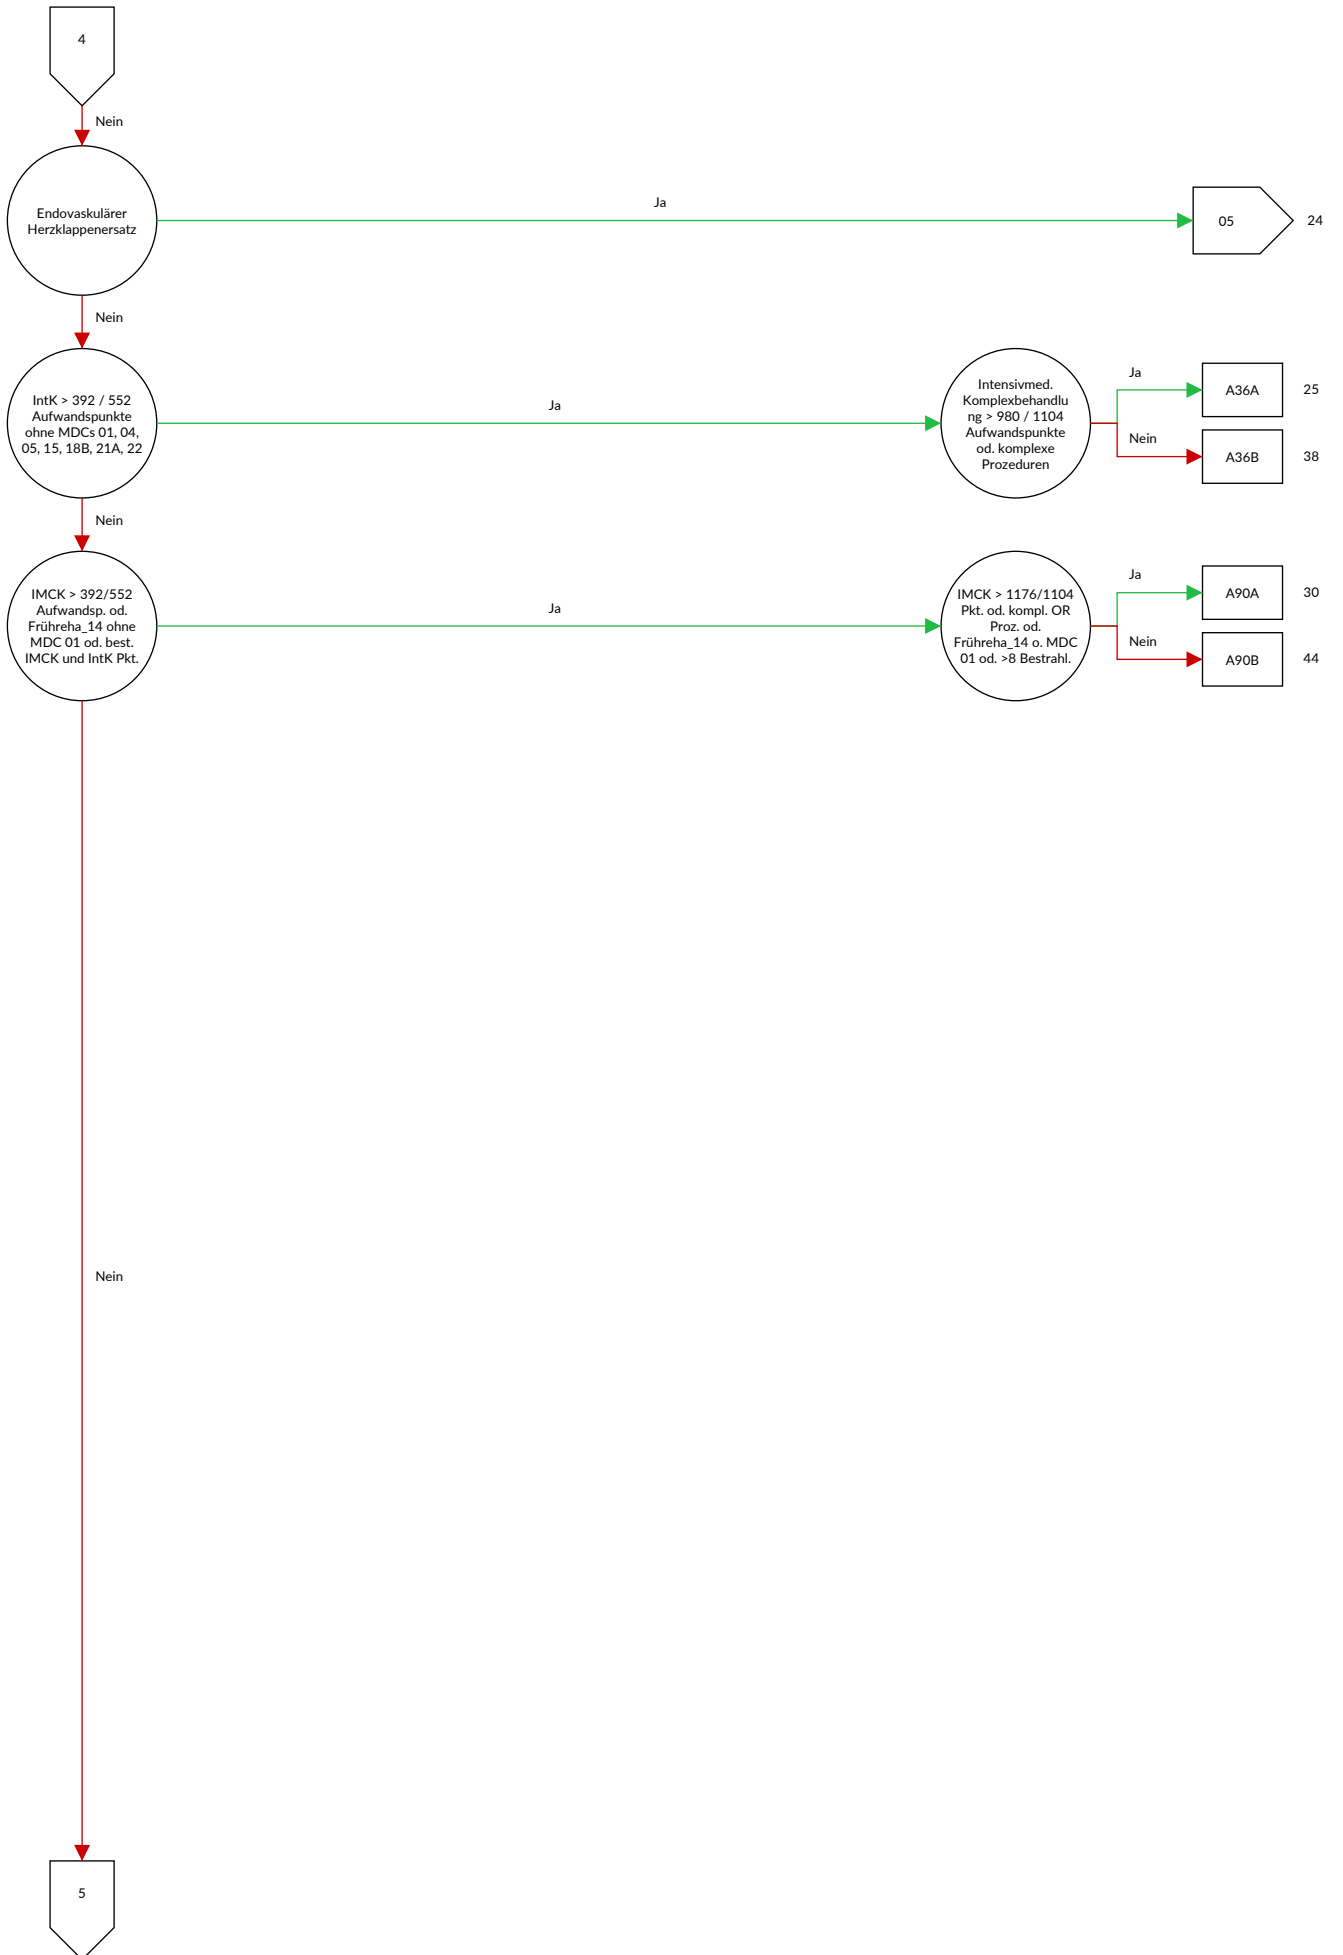 4
Nein
Endovaskulärer
Herzklappenersatz
Ja
05
24
Nein
IntK > 392 / 552
Aufwandspunkte
ohne MDCs 01, 04,
05, 15, 18B, 21A, 22
Ja
Intensivmed.
Komplexbehandlu
ng > 980 / 1104
Aufwandspunkte
od. komplexe
Prozeduren
Ja
A36A
25
Nein
A36B
38
Nein
IMCK > 392/552
Aufwandsp. od.
Frühreha_14 ohne
MDC 01 od. best.
IMCK und IntK Pkt.
Ja
IMCK > 1176/1104
Pkt. od. kompl. OR
Proz. od.
Frühreha_14 o. MDC
01 od. >8 Bestrahl.
Ja
A90A
30
Nein
A90B
44
Nein
5